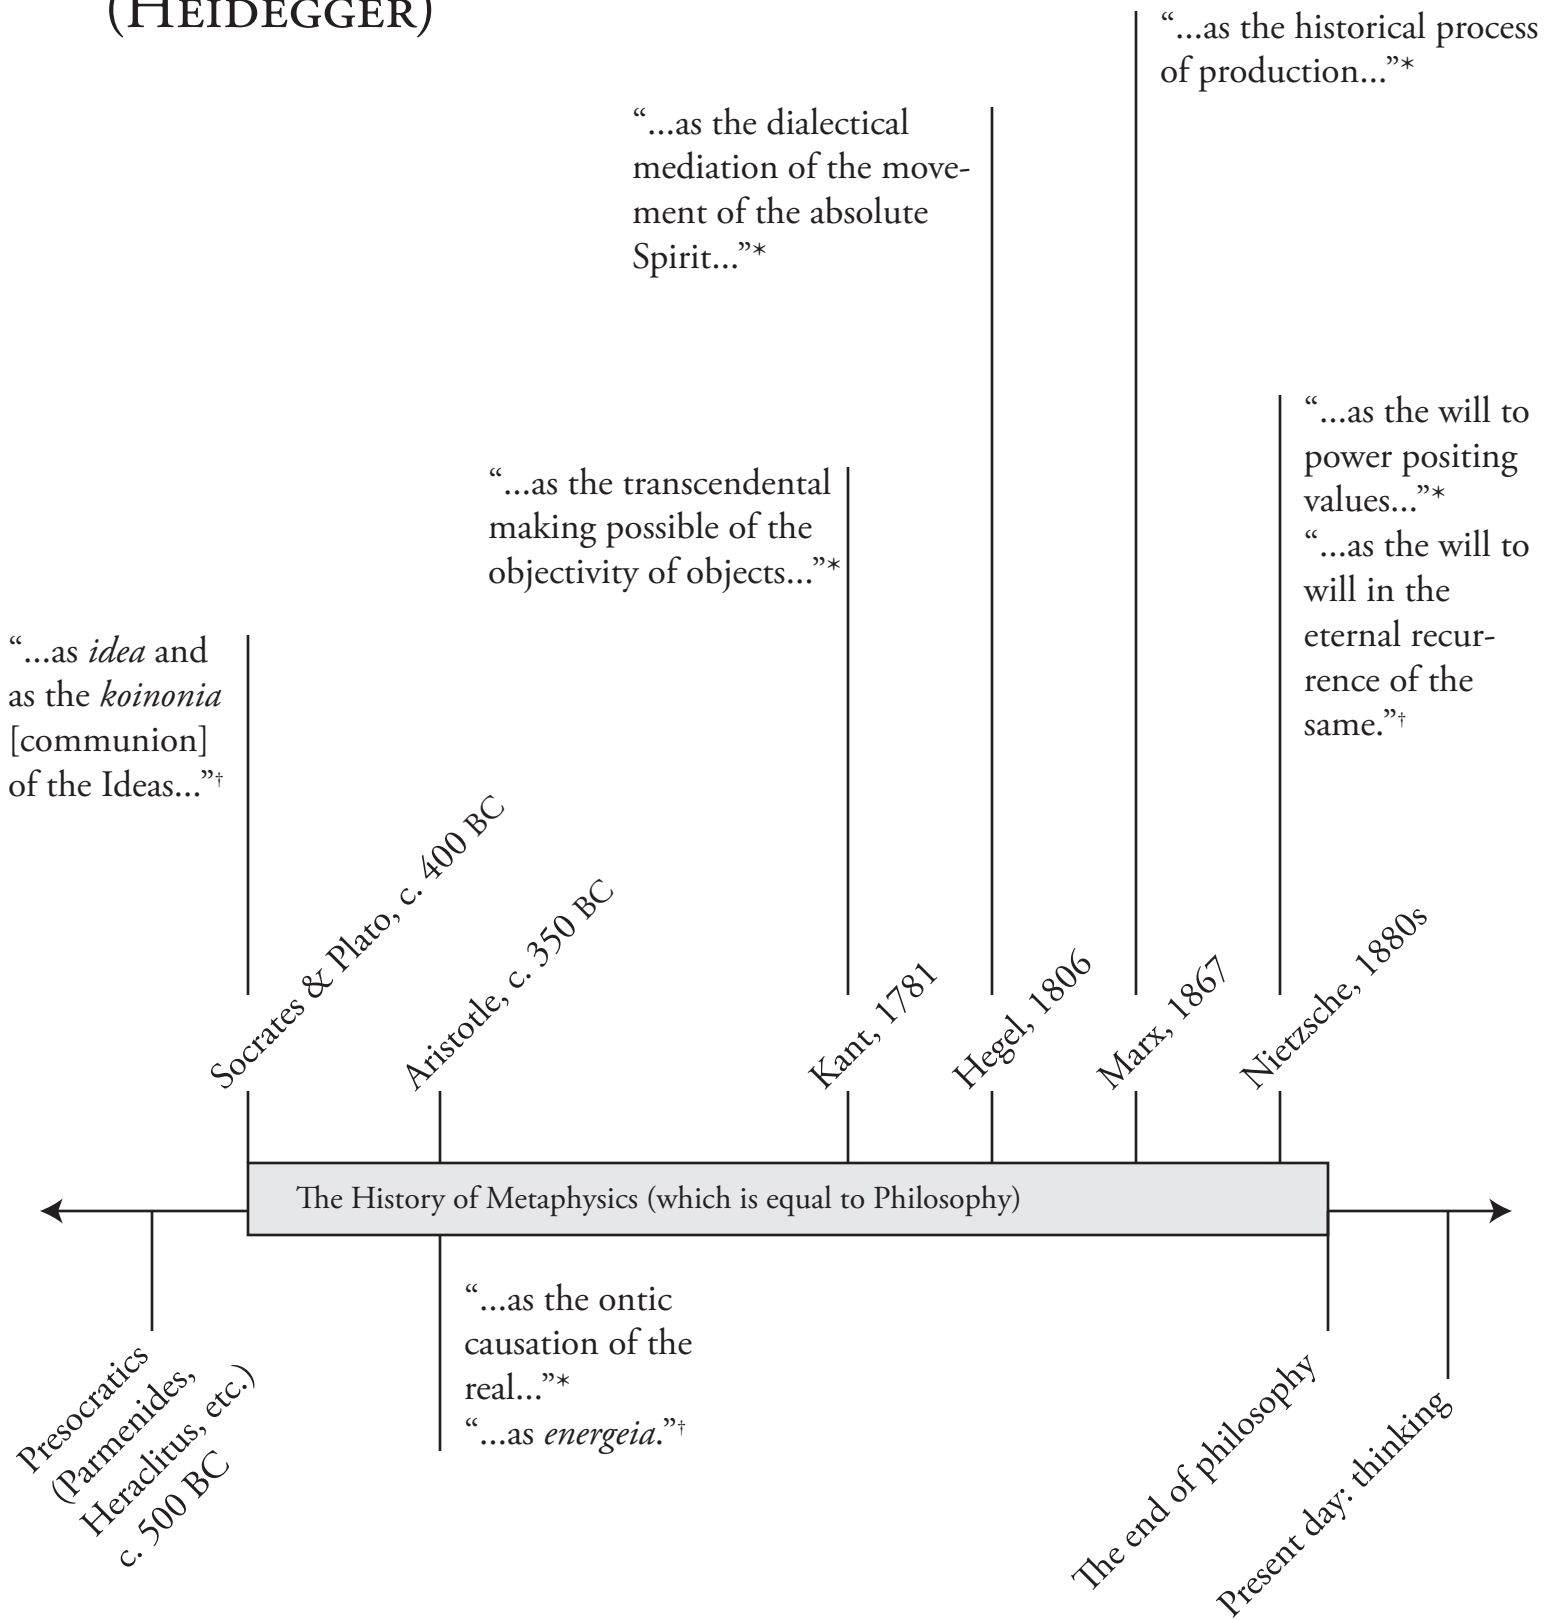 (HEIDEGGER)
“...as the historical process
of production...”*
“...as the dialectical
mediation of the move-
ment of the absolute
Spirit...”*
“...as the will to
power positing
values...”*
“...as the will to
will in the
eternal recur-
rence of the
same.”†
“...as the transcendental
making possible of the
objectivity of objects...”*
“...as idea and
as the koinonia
[communion]
of the Ideas...”†
Socrates & Plato, c. 400 BC
Aristotle, c. 350 BC
Kant, 1781
Hegel, 1806
Marx, 1867
Nietzsche, 1880s
The History of Metaphysics (which is equal to Philosophy)
“...as the ontic
causation of the
real...”*
“...as energeia.”†
Presocratics
(Parmenides,
Heraclitus, etc.)
c. 500 BC
The end of philosophy
Present day: thinking